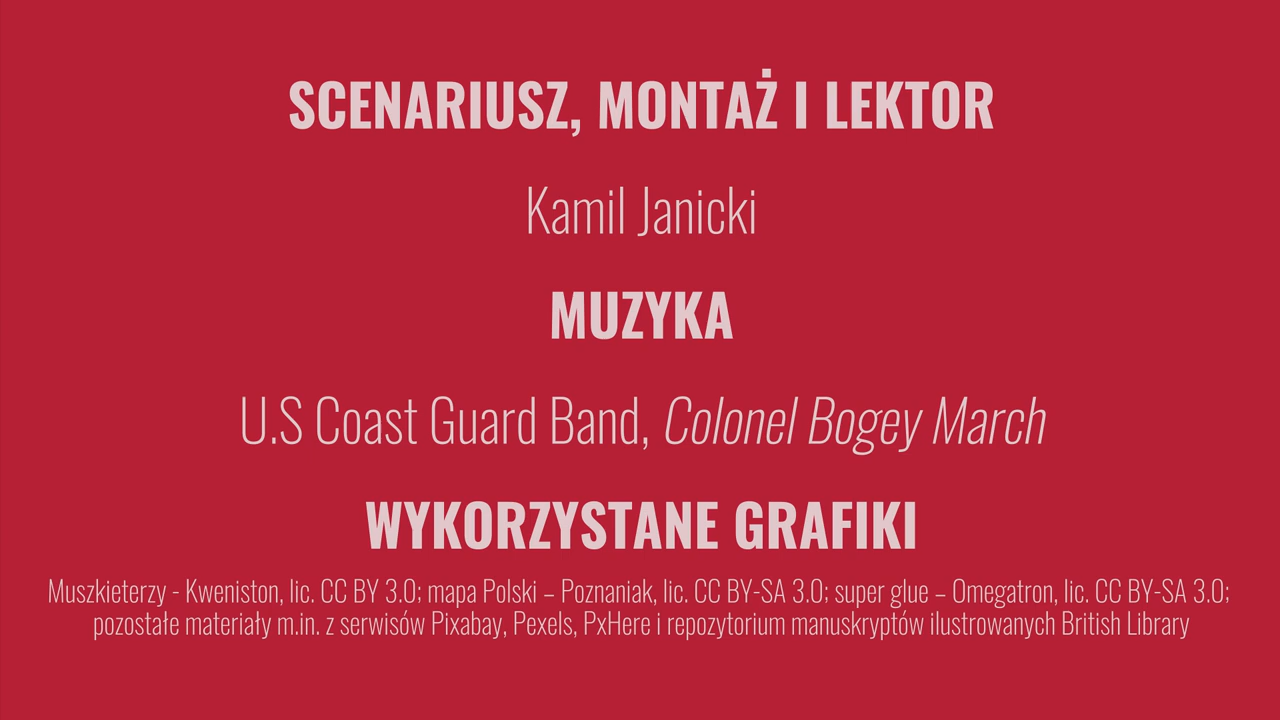 SCENARIUSZ, MONTAŻ I LEKTOR
Kamil Janicki
MUZYKA
U.S Coast Guard Band, Colonel Bogey March
WYKORZYSTANE GRAFIKI
Muszkieterzy - Kweniston, lic. CC BY 3.0; mapa Polski – Poznaniak, lic. CC BY-SA 3.0; super glue – Omegatron, lic. CC BY-SA 3.0;
pozostałe materiały m.in. z serwisów Pixabay, Pexels, PxHere i repozytorium manuskryptów ilustrowanych British Library